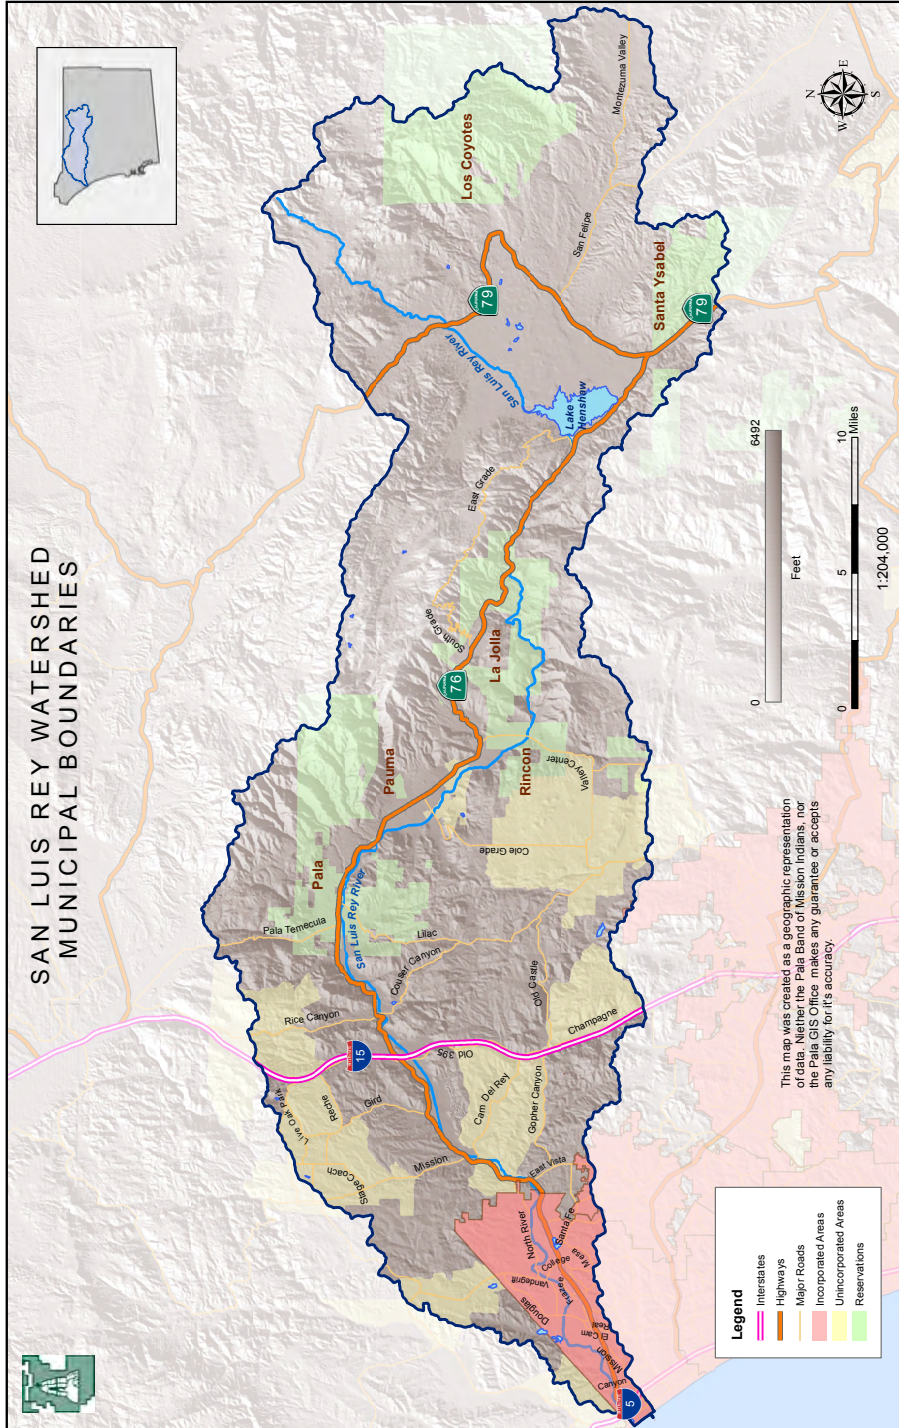 SAN LUIS REY WATERSHED
MUNICIPAL BOUNDARIES
N
E
S
W
Los Coyotes
Montezuma Valley
San Felipe
Santa Ysabel
79
79
San Luis Rey River
Lake
Henshaw
East Grade
South Grade
La Jolla
76
Pauma
Rincon
Valley Center
Cole Grade
Pala
San Luis Rey River
Pala Temecula
Lilac
Couser Canyon
Rice Canyon
Old Castle
Champagne
15
Old 395
Live Oak Park
Reche
Gird
Cam Del Rey
Gopher Canyon
Stage Coach
Mission
East Vista
North River
Santa Fe
Mesa
College
Vandegrift
Frazee
Douglas
El Cam
Real
Mission
Canyon
5
0
6492
Feet
0
5
10
Miles
1:204,000
This map was created as a geographic representation
of data. Niether the Pala Band of Mission Indians, nor
the Pala GIS Office makes any guarantee or accepts
any liability for it's accuracy.
Legend
Interstates
Highways
Major Roads
Incorporated Areas
Unincorporated Areas
Reservations